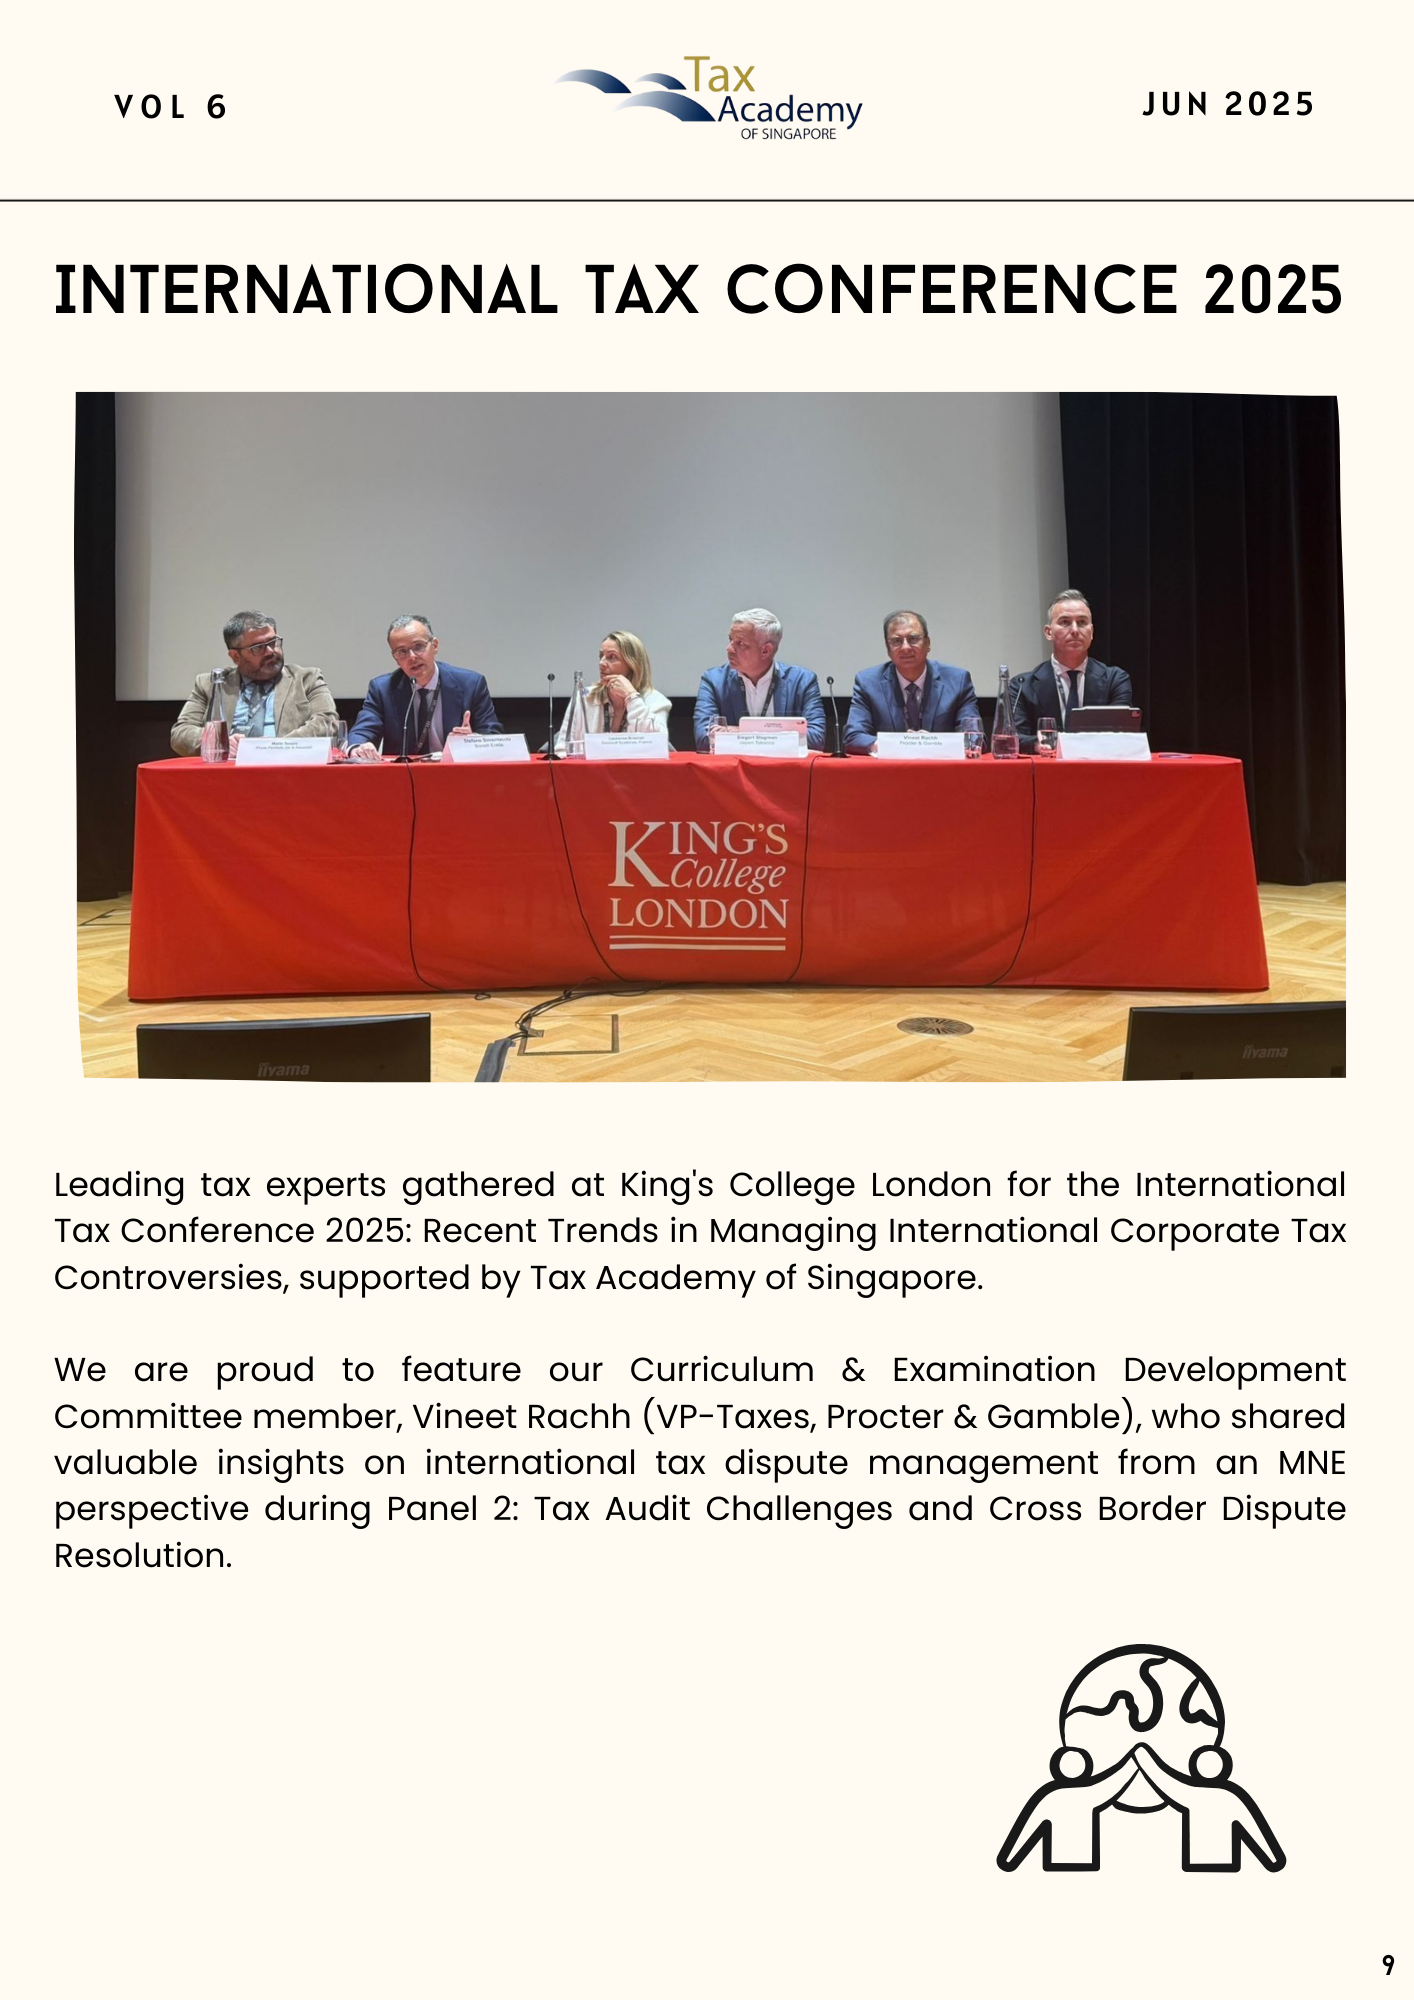 VOL 6
Tax
Academy
OF SINGAPORE
JUN 2025
INTERNATIONAL TAX CONFERENCE 2025
Vineet Rachh
Procter & Gamble
KING'S
College
LONDON
iiyama
iiyama
Leading tax experts gathered at King's College London for the International
Tax Conference 2025: Recent Trends in Managing International Corporate Tax
Controversies, supported by Tax Academy of Singapore.
We are proud to feature our Curriculum & Examination Development
Committee member, Vineet Rachh (VP-Taxes, Procter & Gamble), who shared
valuable insights on international tax dispute management from an MNE
perspective during Panel 2: Tax Audit Challenges and Cross Border Dispute
Resolution.
9